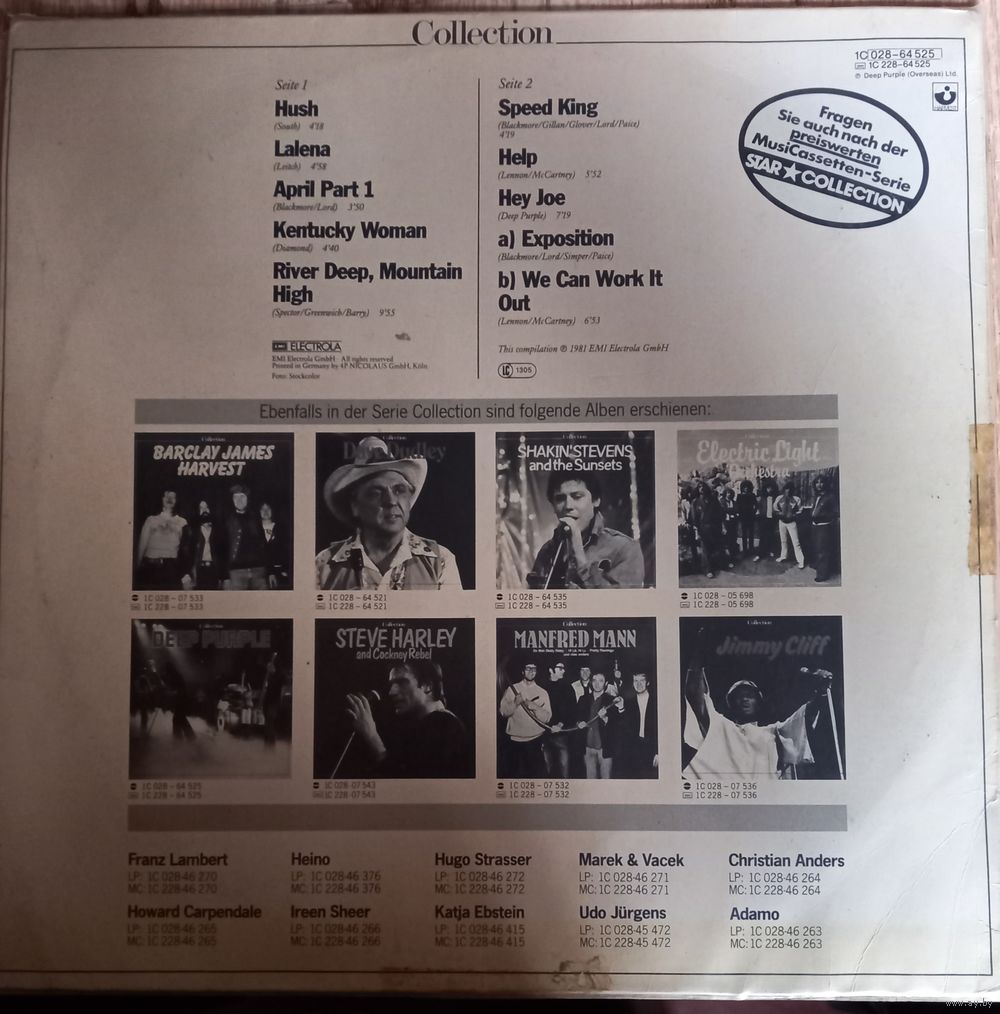 Collection
1C 028-64 525
1C 228-64 525
℗ Deep Purple (Overseas) Ltd.
HARVEST
Fragen
Sie auch nach der
preiswerten
MusiCassetten-Serie
STAR★COLLECTION
Seite 1
Hush
(South) 4'18
Lalena
(Leitch) 4'58
April Part 1
(Blackmore/Lord) 3'50
Kentucky Woman
(Diamond) 4'40
River Deep, Mountain
High
(Spector/Greenwich/Barry) 9'55
EMI ELECTROLA
EMI Electrola GmbH · All rights reserved
Printed in Germany by 4P NICOLAUS GmbH, Köln
Foto: Stockcolor
Seite 2
Speed King
(Blackmore/Gillan/Glover/Lord/Paice)
4'19
Help
(Lennon/McCartney) 5'52
Hey Joe
(Deep Purple) 7'19
a) Exposition
(Blackmore/Lord/Simper/Paice)
b) We Can Work It
Out
(Lennon/McCartney) 6'53
This compilation ℗ 1981 EMI Electrola GmbH
LC 1305
Ebenfalls in der Serie Collection sind folgende Alben erschienen:
Collection
BARCLAY JAMES
HARVEST
1C 028 – 07 533
1C 228 – 07 533
Collection
Dave Dudley
1C 028 – 64 521
1C 228 – 64 521
Collection
SHAKIN' STEVENS
and the Sunsets
1C 028 – 64 535
1C 228 – 64 535
Collection
Electric Light
Orchestra
1C 028 – 05 698
1C 228 – 05 698
DEEP PURPLE
1C 028 – 64 525
1C 228 – 64 525
Collection
STEVE HARLEY
and Cockney Rebel
1C 028-07 543
1C 228-07 543
Collection
MANFRED MANN
1C 028 – 07 532
1C 228 – 07 532
Collection
Jimmy Cliff
1C 028 – 07 536
1C 228 – 07 536
Franz Lambert
LP: 1C 028-46 270
MC: 1C 228-46 270
Heino
LP: 1C 028-46 376
MC: 1C 228-46 376
Hugo Strasser
LP: 1C 028-46 272
MC: 1C 228-46 272
Marek & Vacek
LP: 1C 028-46 271
MC: 1C 228-46 271
Christian Anders
LP: 1C 028-46 264
MC: 1C 228-46 264
Howard Carpendale
LP: 1C 028-46 265
MC: 1C 228-46 265
Ireen Sheer
LP: 1C 028-46 266
MC: 1C 228-46 266
Katja Ebstein
LP: 1C 028-46 415
MC: 1C 228-46 415
Udo Jürgens
LP: 1C 028-45 472
MC: 1C 228-45 472
Adamo
LP: 1C 028-46 263
MC: 1C 228-46 263
www.ay.by